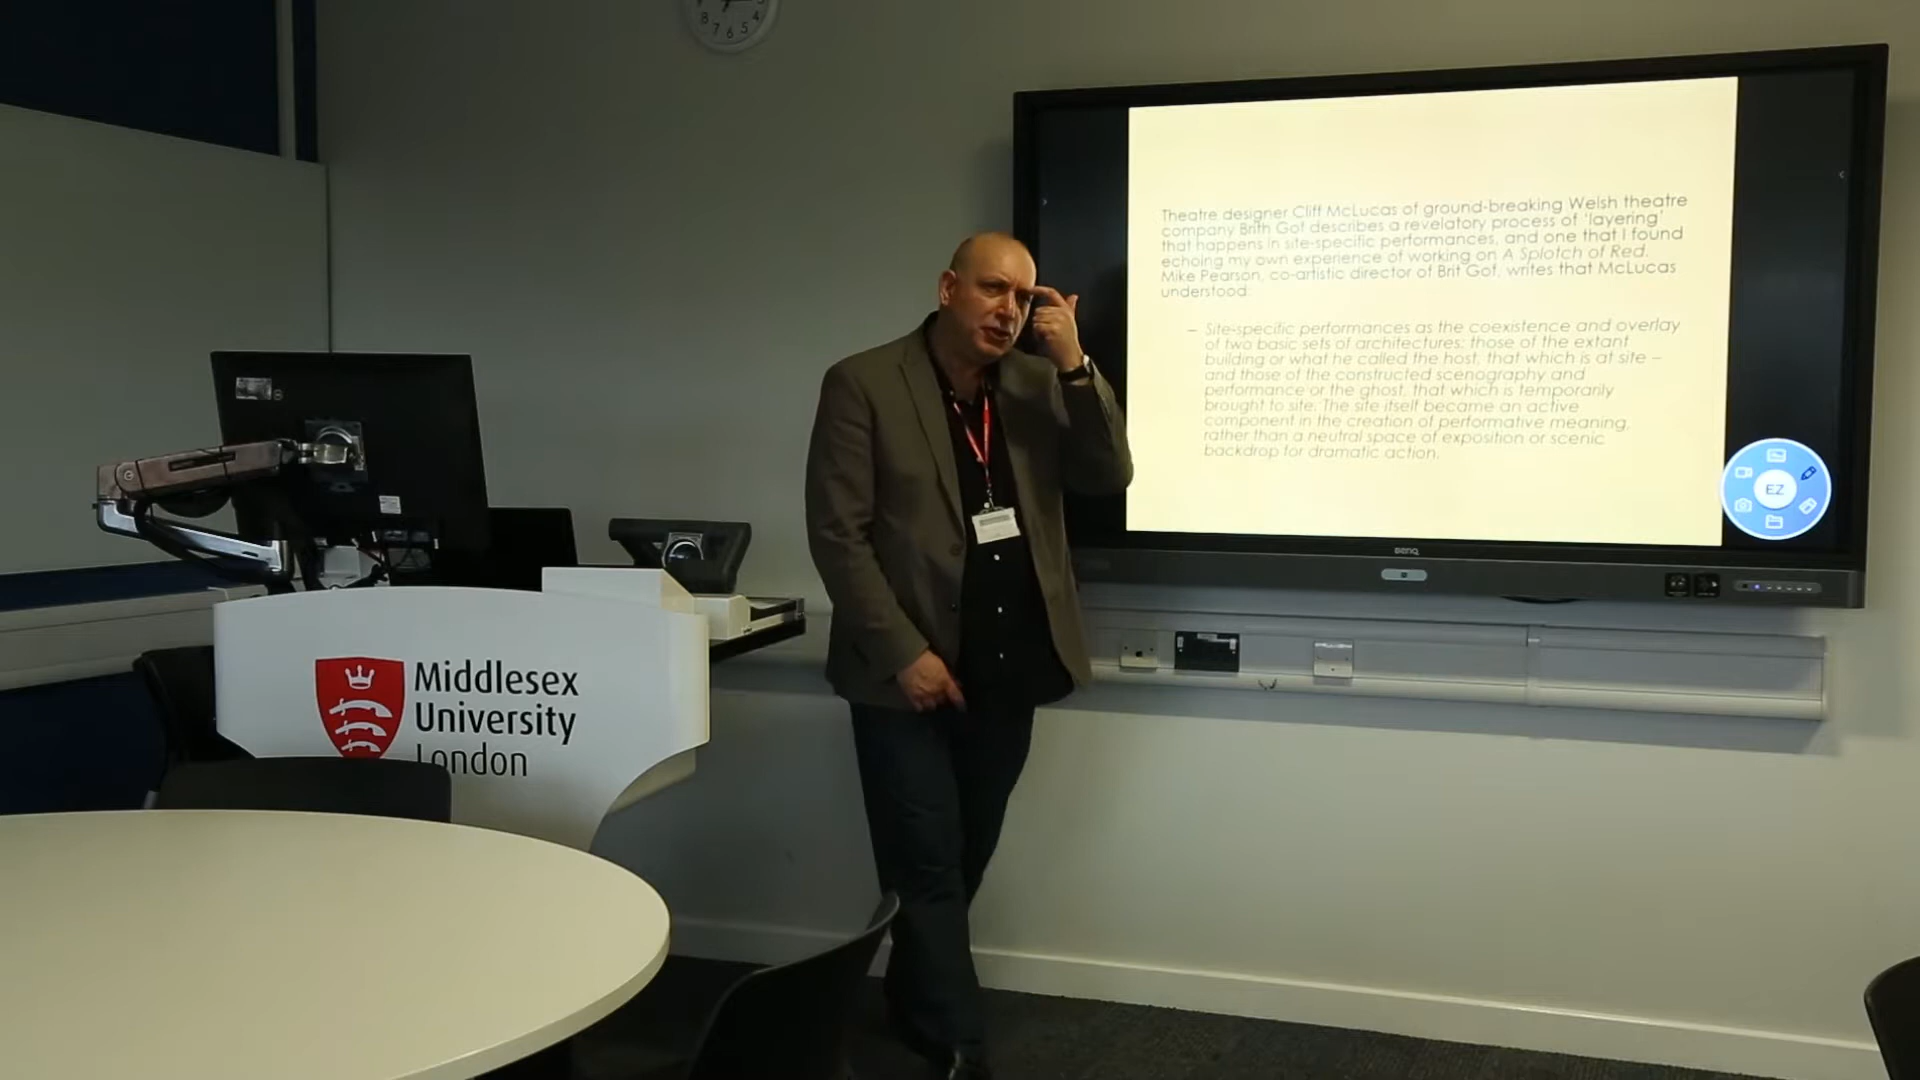 8 7 6 5 4
Theatre designer Cliff McLucas of ground-breaking Welsh theatre
company Brith Gof describes a revelatory process of 'layering'
that happens in site-specific performances, and one that I found
echoing my own experience of working on A Splotch of Red.
Mike Pearson, co-artistic director of Brit Gof, writes that McLucas
understood:
– Site-specific performances as the coexistence and overlay
of two basic sets of architectures: those of the extant
building or what he called the host, that which is at site –
and those of the constructed scenography and
performance or the ghost, that which is temporarily
brought to site. The site itself became an active
component in the creation of performative meaning,
rather than a neutral space of exposition or scenic
backdrop for dramatic action.
EZ
BenQ
Middlesex
University
London